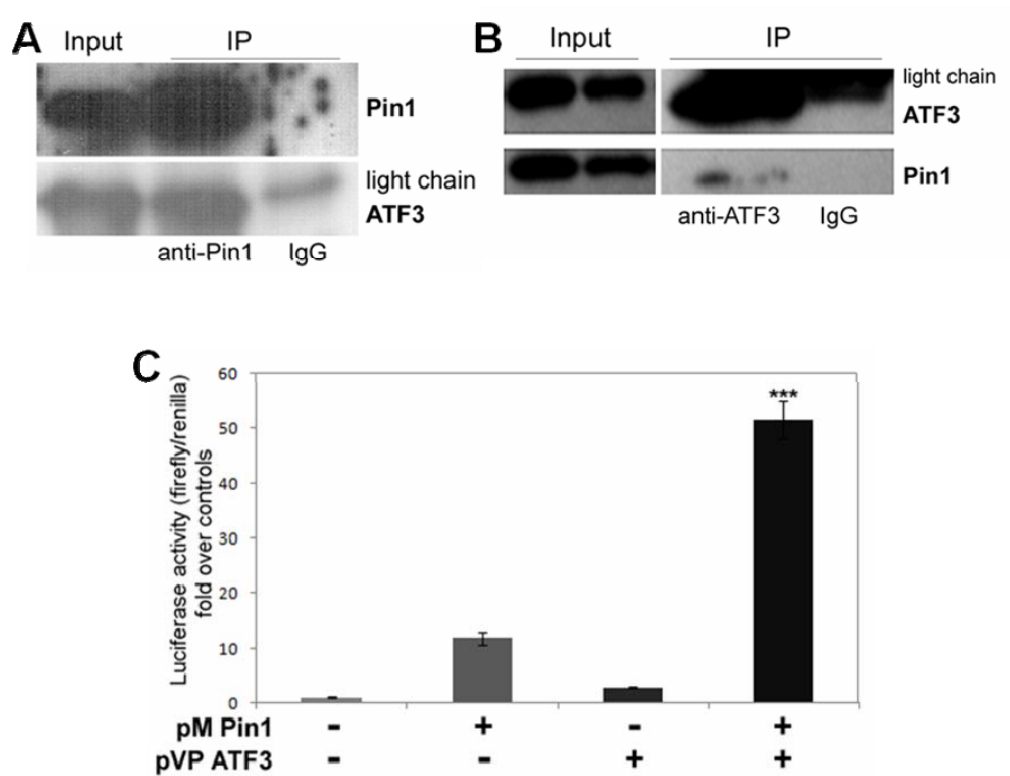 A
Input IP
Pin1
light chain
ATF3
anti-Pin1 IgG
B
Input IP
light chain
ATF3
Pin1
anti-ATF3 IgG
C
Luciferase activity (firefly/renilla)
fold over controls
60
50
40
30
20
10
0
***
pM Pin1 - + - +
pVP ATF3 - - + +